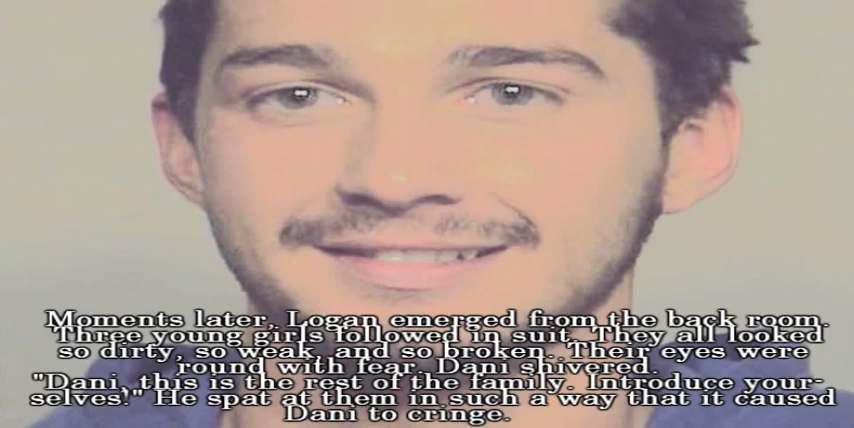 Moments later, Logan emerged from the back room.
Three young girls followed in suit. They all looked
so dirty, so weak, and so broken. Their eyes were
round with fear. Dani shivered.
"Dani, this is the rest of the family. Introduce your-
selves!" He spat at them in such a way that it caused
Dani to cringe.